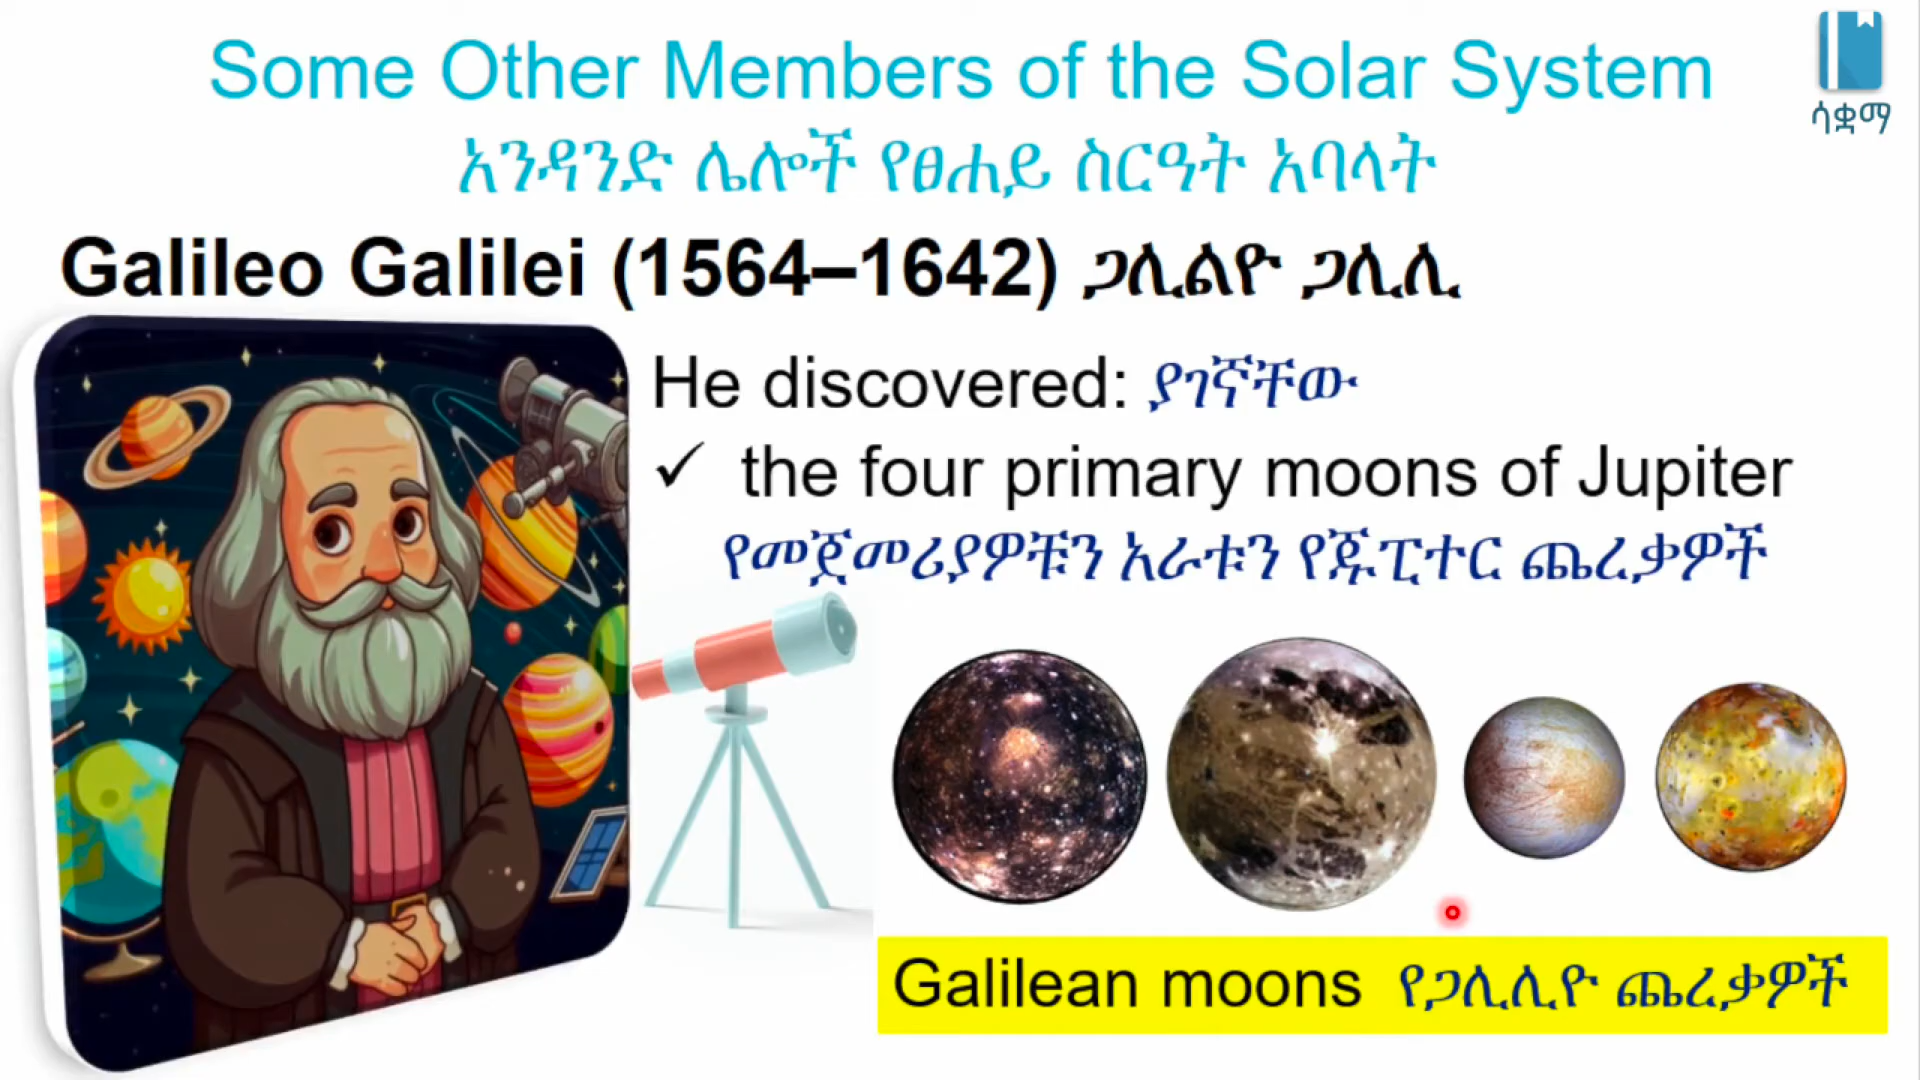 Some Other Members of the Solar System
ሳቋማ
አንዳንድ ሌሎች የፀሐይ ስርዓት አባላት
Galileo Galilei (1564–1642) ጋሊልዮ ጋሊሊ
He discovered: ያገኛቸው
✓ the four primary moons of Jupiter
የመጀመሪያዎቹን አራቱን የጁፒተር ጨረቃዎች
Galilean moons የጋሊሊዮ ጨረቃዎች